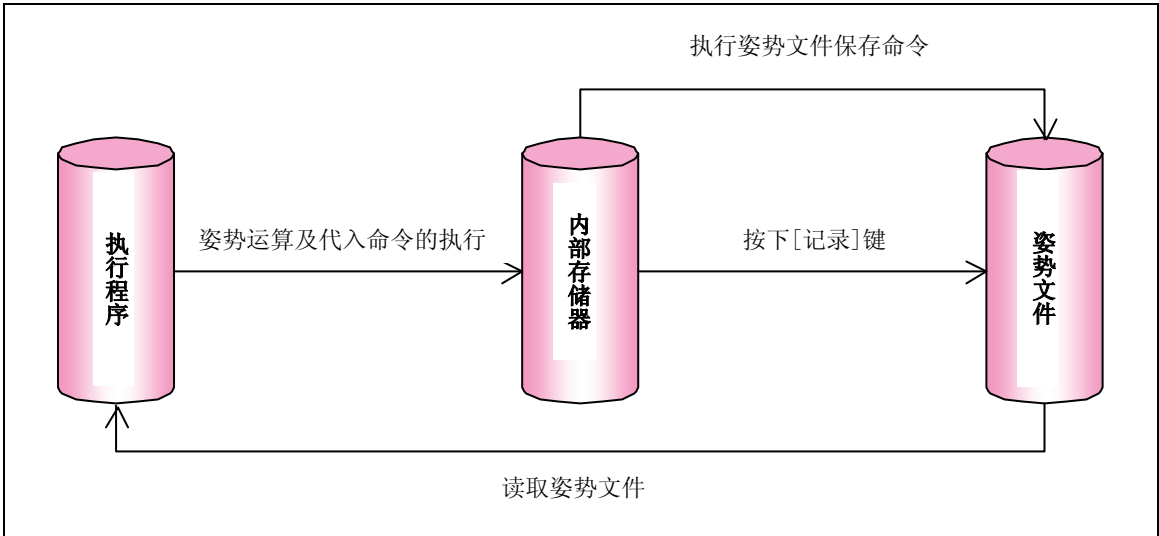 执行姿势文件保存命令
执行程序
姿势运算及代入命令的执行
内部存储器
按下[记录]键
姿势文件
读取姿势文件